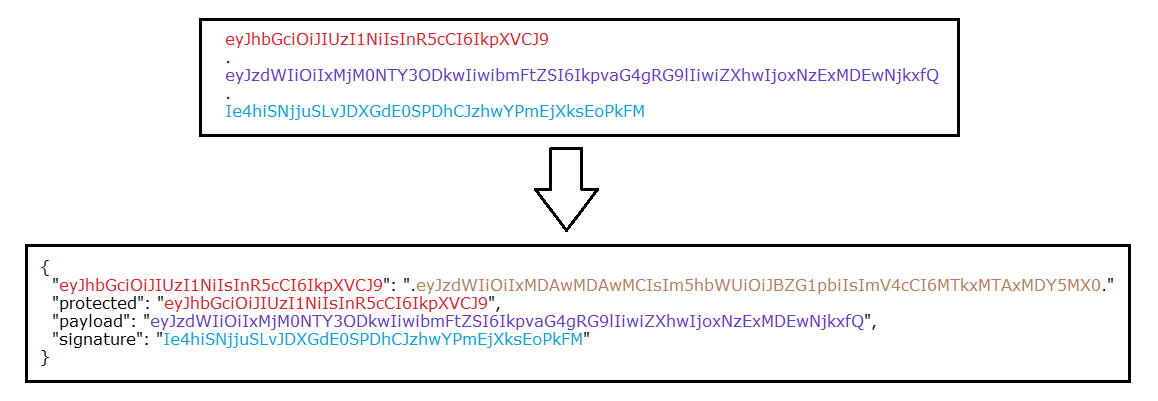 eyJhbGciOiJIUzI1NiIsInR5cCI6IkpXVCJ9
.
eyJzdWIiOiIxMjM0NTY3ODkwIiwibmFtZSI6IkpvaG4gRG9lIiwiZXhwIjoxNzExMDEwNjkxfQ
.
Ie4hiSNjjuSLvJDXGdE0SPDhCJzhwYPmEjXksEoPkFM
{
"eyJhbGciOiJIUzI1NiIsInR5cCI6IkpXVCJ9": ".eyJzdWIiOiIxMDAwMDAwMCIsIm5hbWUiOiJBZG1pbiIsImV4cCI6MTkxMTAxMDY5MX0."
"protected": "eyJhbGciOiJIUzI1NiIsInR5cCI6IkpXVCJ9",
"payload": "eyJzdWIiOiIxMjM0NTY3ODkwIiwibmFtZSI6IkpvaG4gRG9lIiwiZXhwIjoxNzExMDEwNjkxfQ",
"signature": "Ie4hiSNjjuSLvJDXGdE0SPDhCJzhwYPmEjXksEoPkFM"
}